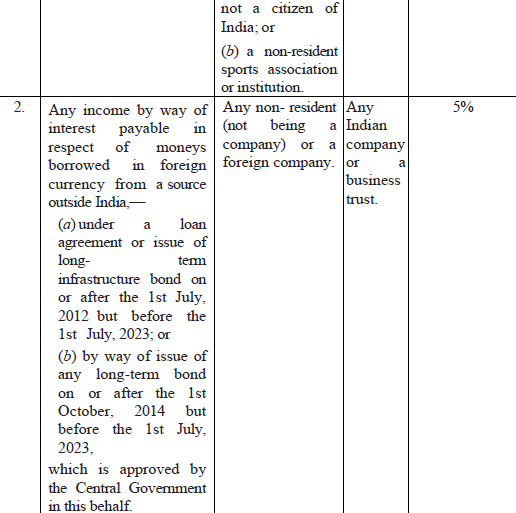 not a citizen of
India; or
(b) a non-resident
sports association
or institution.
2.
Any income by way of
interest payable in
respect of moneys
borrowed in foreign
currency from a source
outside India,—
(a) under a loan
agreement or issue of
long- term
infrastructure bond on
or after the 1st July,
2012 but before the
1st July, 2023; or
(b) by way of issue of
any long-term bond
on or after the 1st
October, 2014 but
before the 1st July,
2023,
which is approved by
the Central Government
in this behalf.
Any non- resident
(not being a
company) or a
foreign company.
Any
Indian
company
or a
business
trust.
5%